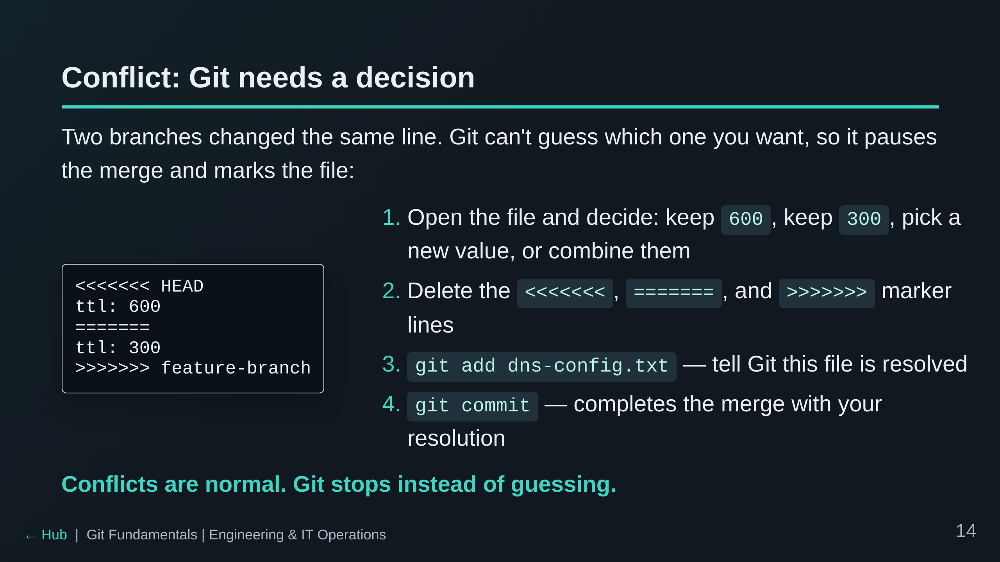 Conflict: Git needs a decision
Two branches changed the same line. Git can't guess which one you want, so it pauses
the merge and marks the file:
<<<<<<< HEAD
ttl: 600
=======
ttl: 300
>>>>>>> feature-branch
1. Open the file and decide: keep 600, keep 300, pick a
new value, or combine them
2. Delete the <<<<<<<, =======, and >>>>>>> marker
lines
3. git add dns-config.txt — tell Git this file is resolved
4. git commit — completes the merge with your
resolution
Conflicts are normal. Git stops instead of guessing.
← Hub | Git Fundamentals | Engineering & IT Operations
14